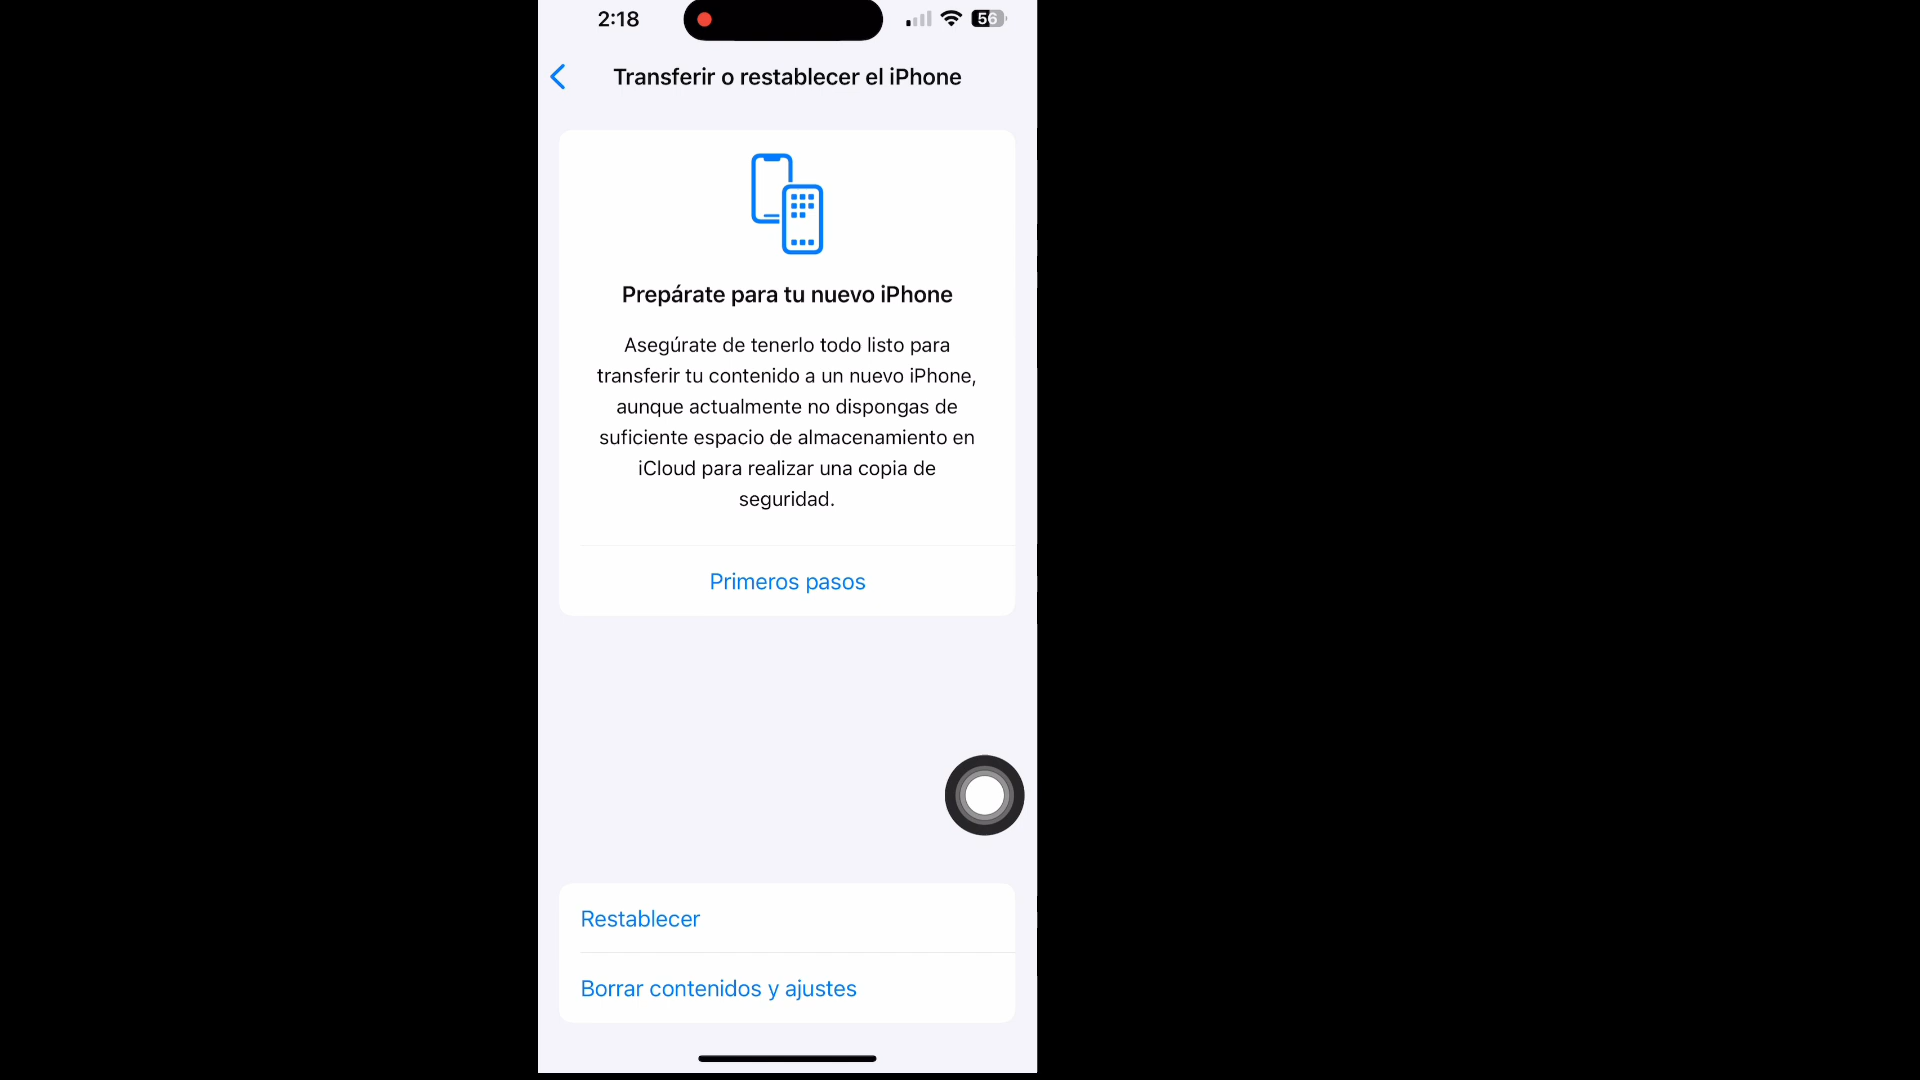 2:18
56
Transferir o restablecer el iPhone
Prepárate para tu nuevo iPhone
Asegúrate de tenerlo todo listo para
transferir tu contenido a un nuevo iPhone,
aunque actualmente no dispongas de
suficiente espacio de almacenamiento en
iCloud para realizar una copia de
seguridad.
Primeros pasos
Restablecer
Borrar contenidos y ajustes